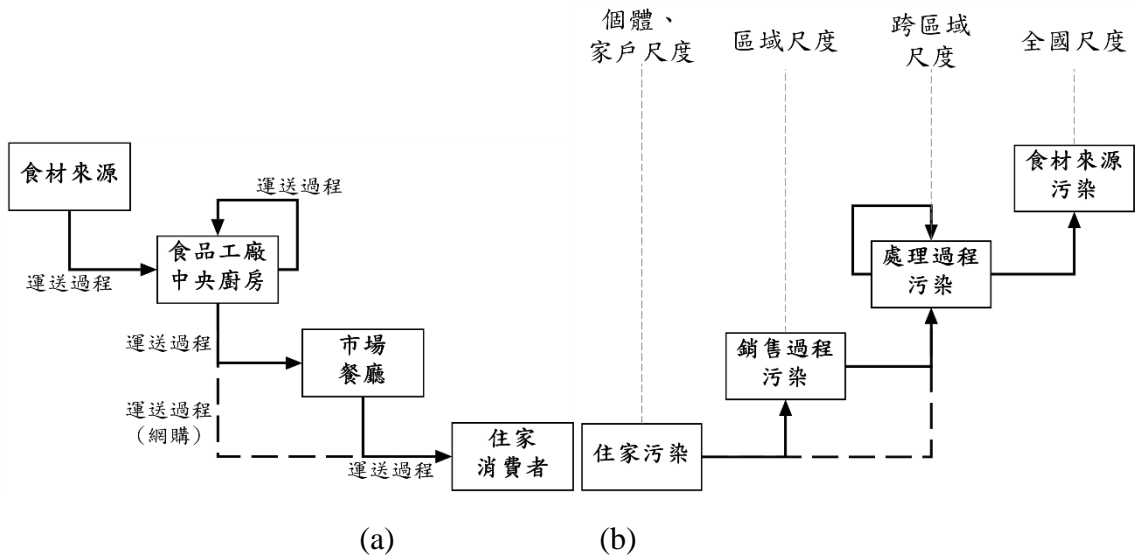 個體、
家戶尺度
區域尺度
跨區域
尺度
全國尺度
食材來源
運送過程
食品工廠
中央廚房
運送過程
運送過程
市場
餐廳
運送過程
（網購）
運送過程
住家
消費者
住家污染
銷售過程
污染
處理過程
污染
食材來源
污染
(a)
(b)